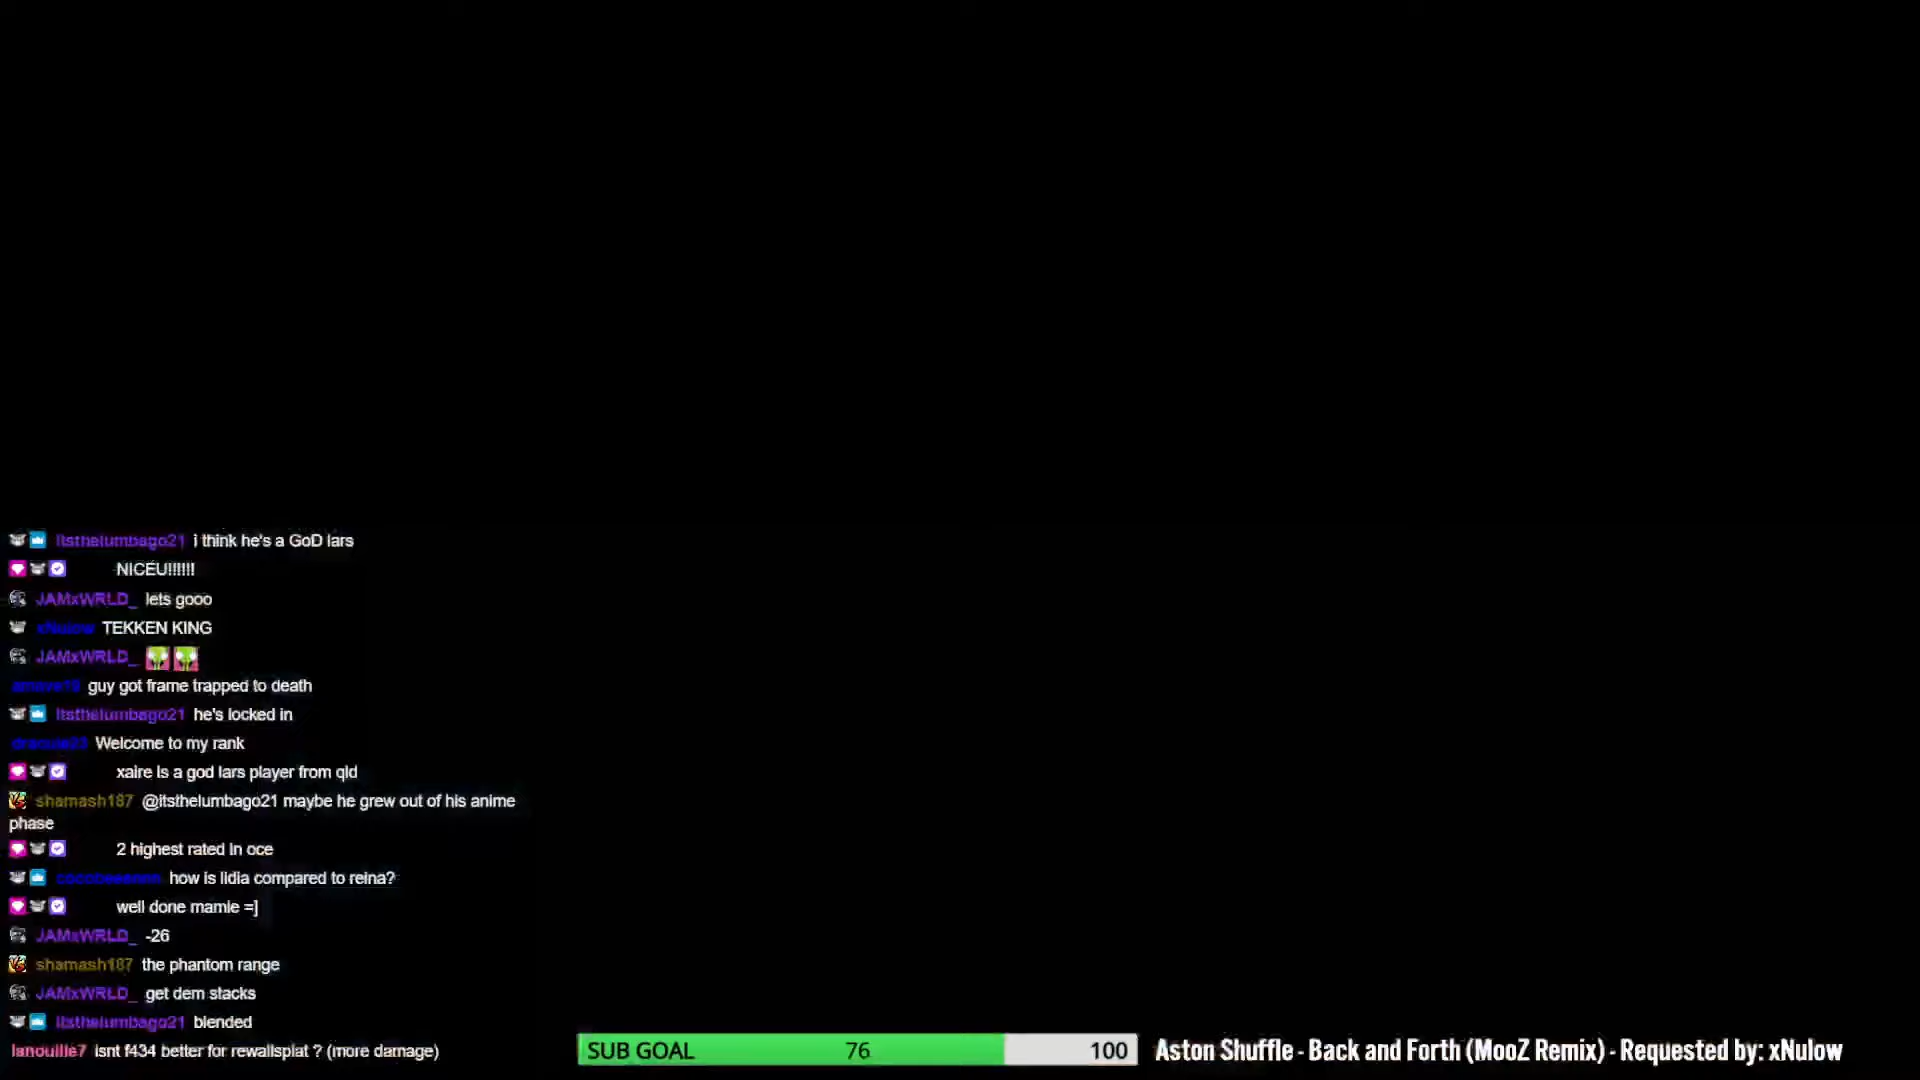 itsthelumbago21 i think he's a GoD lars
NICEU!!!!!!
JAMxWRLD_ lets gooo
xNulow TEKKEN KING
JAMxWRLD_
guy got frame trapped to death
itsthelumbago21 he's locked in
Welcome to my rank
xaire is a god lars player from qld
shamash187 @itsthelumbago21 maybe he grew out of his anime
phase
2 highest rated in oce
how is lidia compared to reina?
well done mamie =]
JAMxWRLD_ -26
shamash187 the phantom range
JAMxWRLD_ get dem stacks
itsthelumbago21 blended
lanouille7 isnt f434 better for rewallsplat ? (more damage)
SUB GOAL 76 100
Aston Shuffle - Back and Forth (MooZ Remix) - Requested by: xNulow